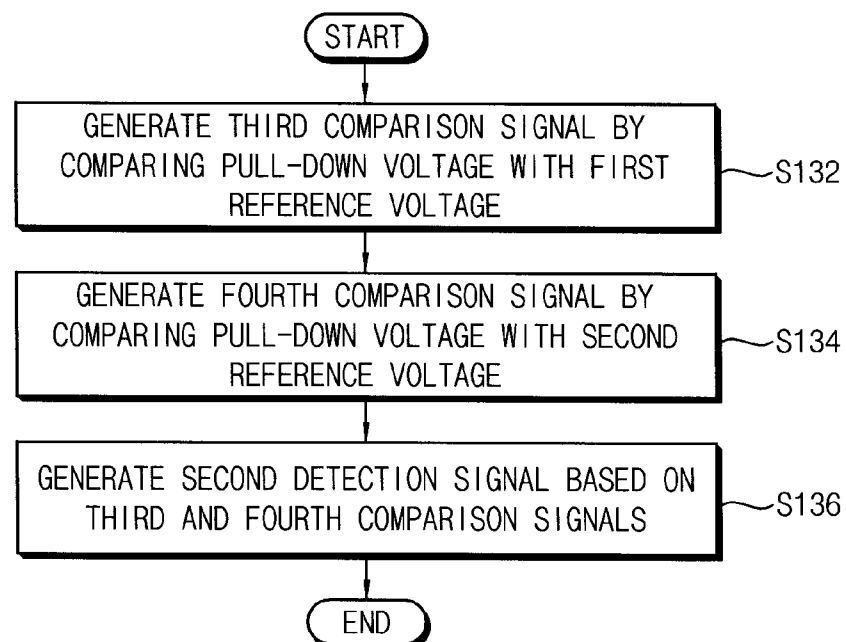 START
GENERATE THIRD COMPARISON SIGNAL BY
COMPARING PULL-DOWN VOLTAGE WITH FIRST
REFERENCE VOLTAGE
S132
GENERATE FOURTH COMPARISON SIGNAL BY
COMPARING PULL-DOWN VOLTAGE WITH SECOND
REFERENCE VOLTAGE
S134
GENERATE SECOND DETECTION SIGNAL BASED ON
THIRD AND FOURTH COMPARISON SIGNALS
S136
END